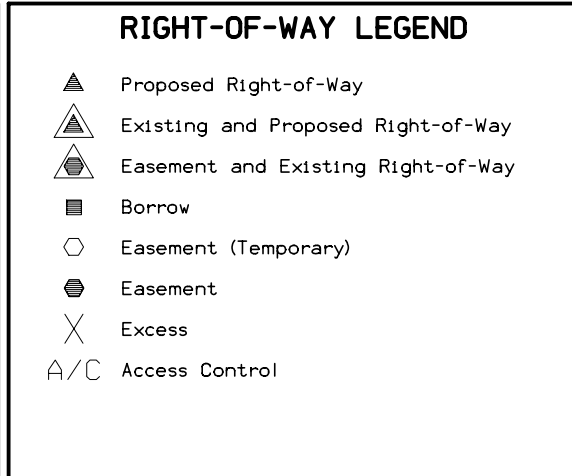 RIGHT-OF-WAY LEGEND
Proposed Right-of-Way
Existing and Proposed Right-of-Way
Easement and Existing Right-of-Way
Borrow
Easement (Temporary)
Easement
X Excess
A/C Access Control